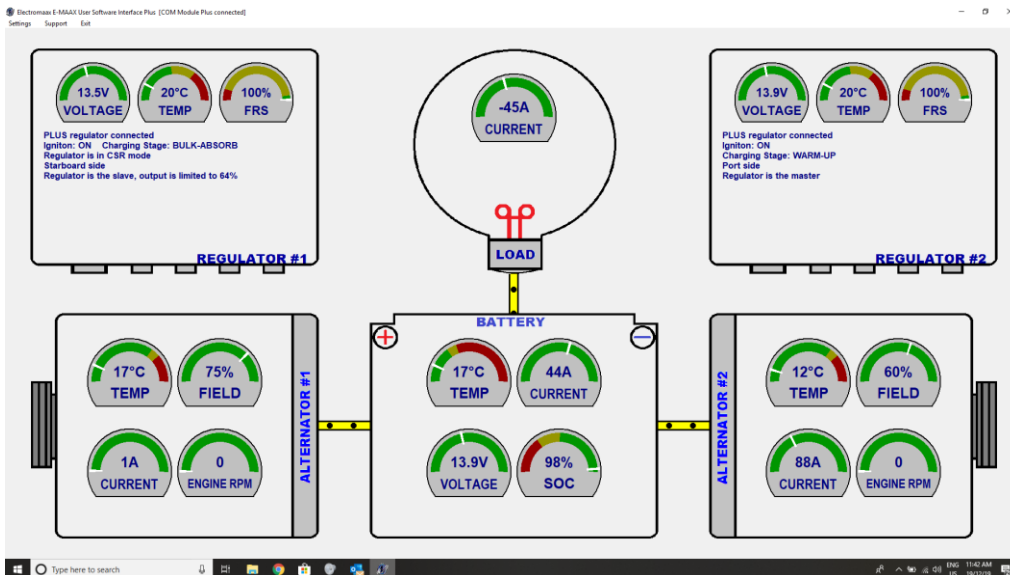 Electromaax E-MAAX User Software Interface Plus [COM Module Plus connected]
Settings Support Exit
13.5V
VOLTAGE
20°C
TEMP
100%
FRS
PLUS regulator connected
Igniton: ON Charging Stage: BULK-ABSORB
Regulator is in CSR mode
Starboard side
Regulator is the slave, output is limited to 64%
REGULATOR #1
-45A
CURRENT
LOAD
13.9V
VOLTAGE
20°C
TEMP
100%
FRS
PLUS regulator connected
Igniton: ON
Charging Stage: WARM-UP
Port side
Regulator is the master
REGULATOR #2
17°C
TEMP
75%
FIELD
1A
CURRENT
0
ENGINE RPM
ALTERNATOR #1
BATTERY
17°C
TEMP
44A
CURRENT
13.9V
VOLTAGE
98%
SOC
ALTERNATOR #2
12°C
TEMP
60%
FIELD
88A
CURRENT
0
ENGINE RPM
Type here to search
ENG
US
11:42 AM
19/12/29